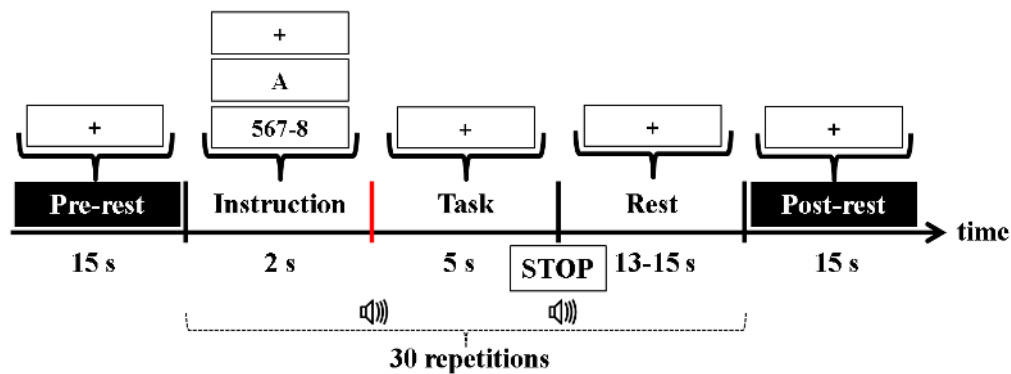 +
A
+
567-8
+
+
+
Pre-rest
Instruction
Task
Rest
Post-rest
time
15 s
2 s
5 s
STOP
13-15 s
15 s
30 repetitions